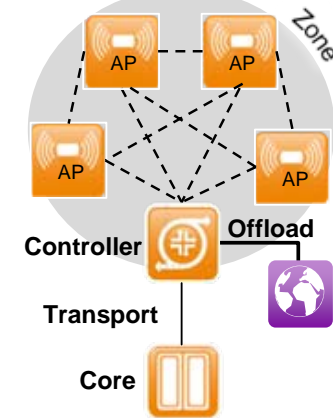 Zone
AP
AP
AP
AP
Controller
Offload
Transport
Core